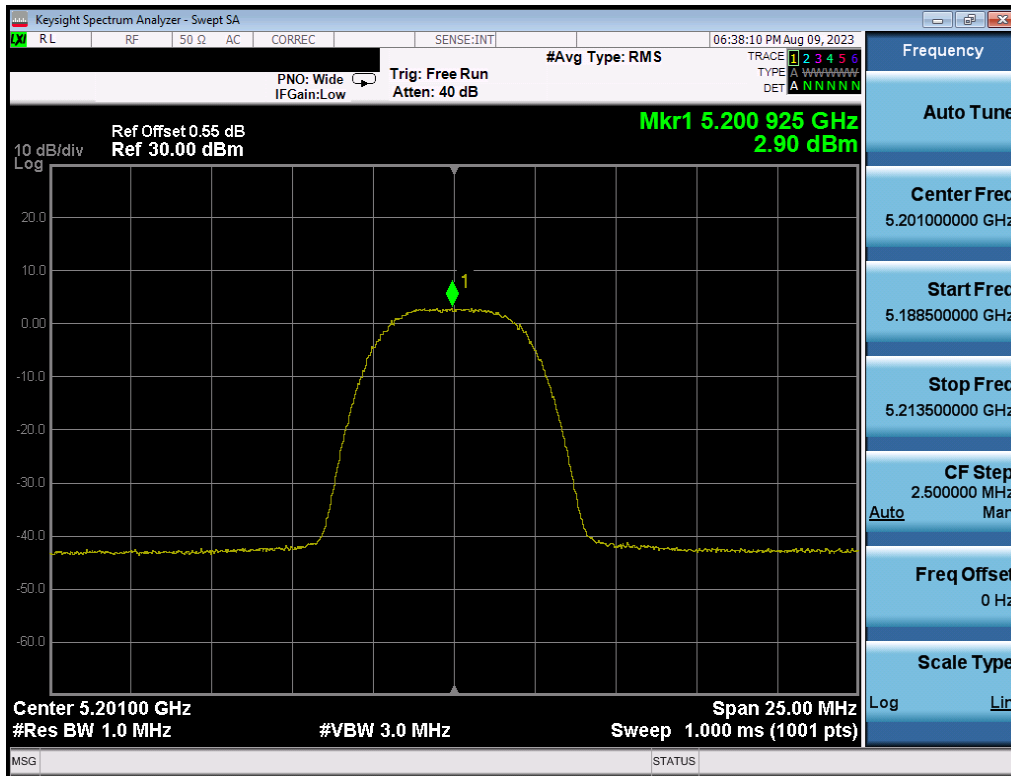 Keysight Spectrum Analyzer - Swept SA
LXI RL RF 50 Ω AC CORREC SENSE:INT 06:38:10 PM Aug 09, 2023
#Avg Type: RMS
TRACE 1 2 3 4 5 6
TYPE A WWWWW
DET A N N N N N
PNO: Wide
IFGain:Low
Trig: Free Run
Atten: 40 dB
Mkr1 5.200 925 GHz
2.90 dBm
Ref Offset 0.55 dB
10 dB/div Ref 30.00 dBm
Log
1
20.0
10.0
0.00
-10.0
-20.0
-30.0
-40.0
-50.0
-60.0
Center 5.20100 GHz Span 25.00 MHz
#Res BW 1.0 MHz #VBW 3.0 MHz Sweep 1.000 ms (1001 pts)
MSG STATUS
Frequency
Auto Tune
Center Freq
5.201000000 GHz
Start Freq
5.188500000 GHz
Stop Freq
5.213500000 GHz
CF Step
2.500000 MHz
Auto Man
Freq Offset
0 Hz
Scale Type
Log Lin